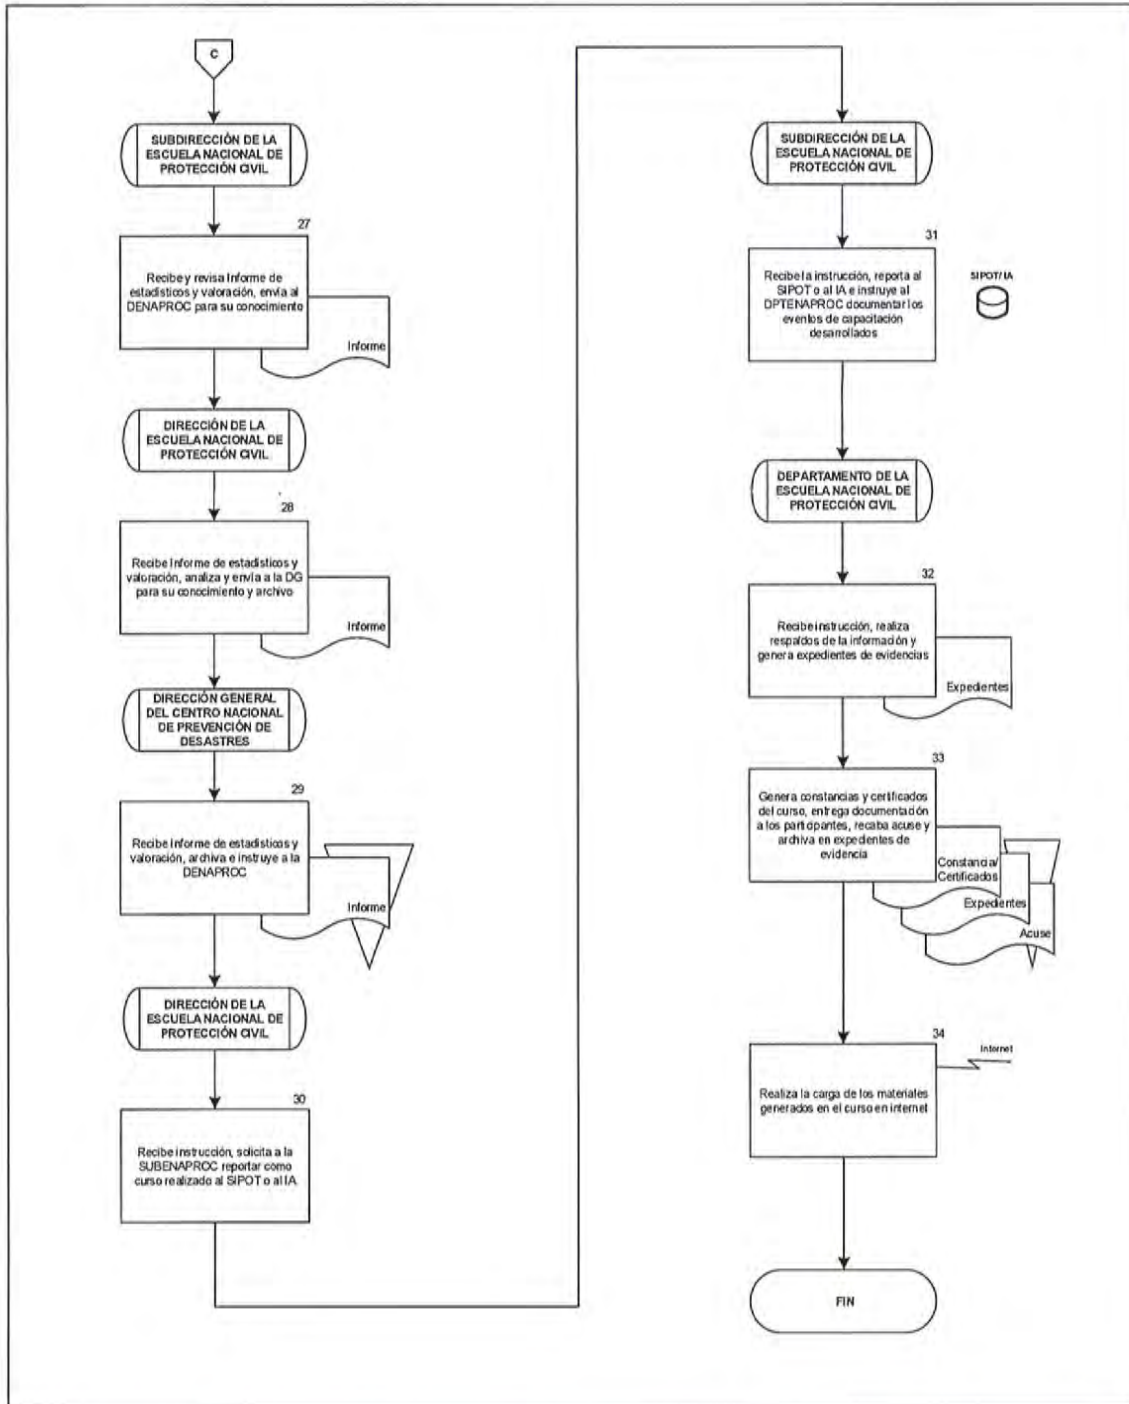 C
SUBDIRECCIÓN DE LA
ESCUELA NACIONAL DE
PROTECCIÓN CIVIL
27
Recibe y revisa Informe de
estadísticos y valoración, envía al
DENAPROC para su conocimiento
Informe
DIRECCIÓN DE LA
ESCUELA NACIONAL DE
PROTECCIÓN CIVIL
28
Recibe Informe de estadísticos y
valoración, analiza y envía a la DG
para su conocimiento y archivo
Informe
DIRECCIÓN GENERAL
DEL CENTRO NACIONAL
DE PREVENCIÓN DE
DESASTRES
29
Recibe Informe de estadísticos y
valoración, archiva e instruye a la
DENAPROC
Informe
DIRECCIÓN DE LA
ESCUELA NACIONAL DE
PROTECCIÓN CIVIL
30
Recibe instrucción, solicita a la
SUBENAPROC reportar como
curso realizado al SIPOT o al IA
SUBDIRECCIÓN DE LA
ESCUELA NACIONAL DE
PROTECCIÓN CIVIL
31
Recibe la instrucción, reporta al
SIPOT o al IA e instruye al
DPTENAPROC documentar los
eventos de capacitación
desarrollados
SIPOT/ IA
DEPARTAMENTO DE LA
ESCUELA NACIONAL DE
PROTECCIÓN CIVIL
32
Recibe instrucción, realiza
respaldos de la información y
genera expedientes de evidencias
Expedientes
33
Genera constancias y certificados
del curso, entrega documentación
a los participantes, recaba acuse y
archiva en expedientes de
evidencia
Constancia/
Certificados
Expedientes
Acuse
34
Internet
Realiza la carga de los materiales
generados en el curso en internet
FIN